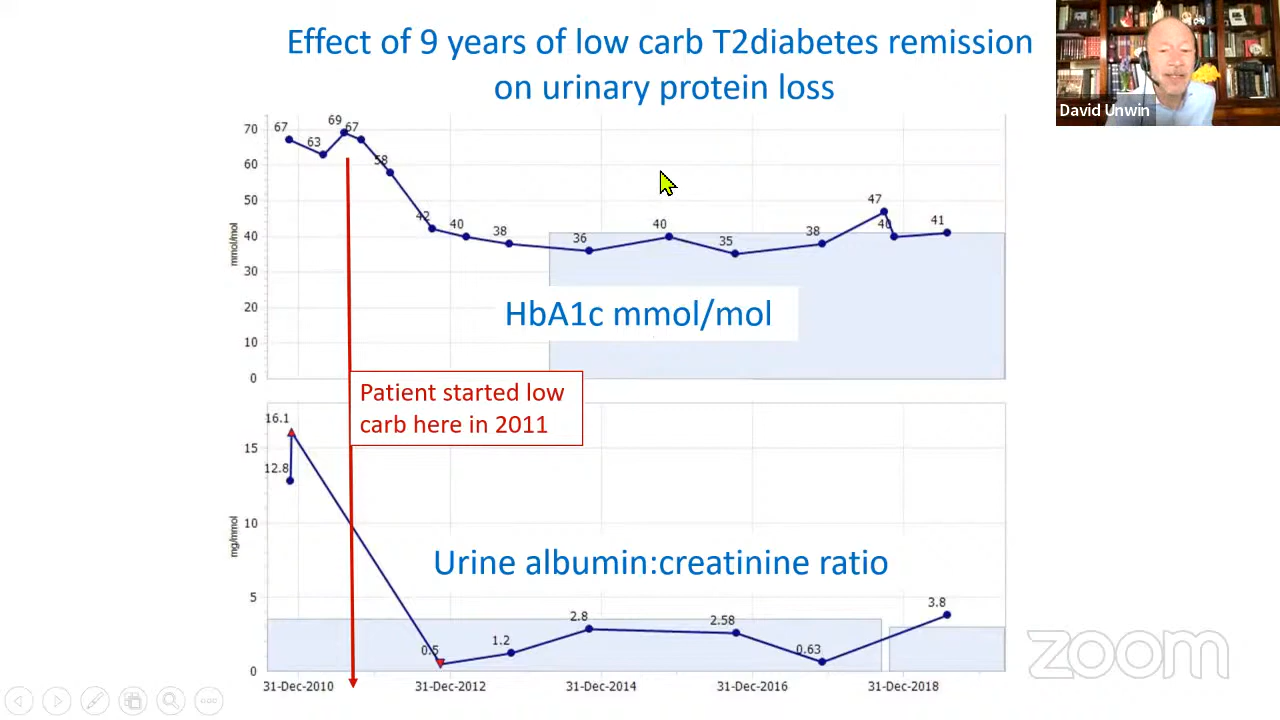 Effect of 9 years of low carb T2diabetes remission
on urinary protein loss
David Unwin
70
60
50
40
30
20
10
0
mmol/mol
67
63
69
67
58
42
40
38
36
40
35
38
47
40
41
HbA1c mmol/mol
Patient started low
carb here in 2011
15
10
5
0
mg/mmol
16.1
12.8
0.5
1.2
2.8
2.58
0.63
3.8
Urine albumin:creatinine ratio
31-Dec-2010
31-Dec-2012
31-Dec-2014
31-Dec-2016
31-Dec-2018
zoom